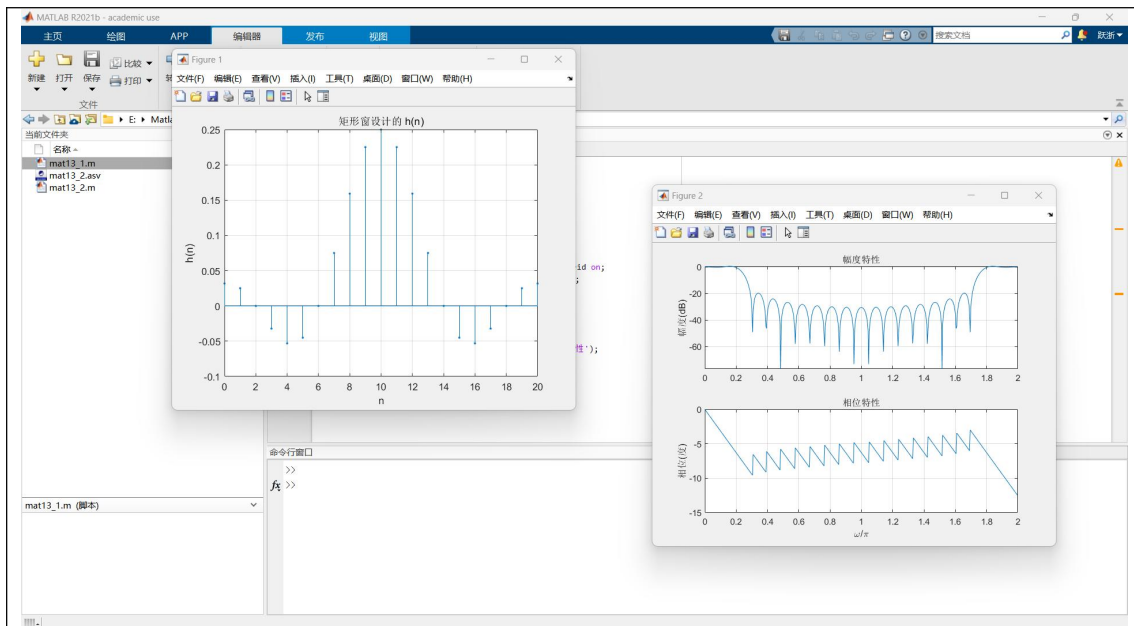 MATLAB R2021b - academic use
主页 绘图 APP 编辑器 发布 视图
搜索文档
跃浙
新建 打开 保存 比较 打印
文件
E: Matla
当前文件夹
名称
mat13_1.m
mat13_2.asv
mat13_2.m
mat13_1.m (脚本)
Figure 1
文件(F) 编辑(E) 查看(V) 插入(I) 工具(T) 桌面(D) 窗口(W) 帮助(H)
矩形窗设计的 h(n)
h(n)
0.25
0.2
0.15
0.1
0.05
0
-0.05
-0.1
0 2 4 6 8 10 12 14 16 18 20
n
id on;
;
性');
Figure 2
文件(F) 编辑(E) 查看(V) 插入(I) 工具(T) 桌面(D) 窗口(W) 帮助(H)
幅度特性
幅度(dB)
0
-20
-40
-60
0 0.2 0.4 0.6 0.8 1 1.2 1.4 1.6 1.8 2
相位特性
相位(度)
0
-5
-10
-15
0 0.2 0.4 0.6 0.8 1 1.2 1.4 1.6 1.8 2
ω/π
命令行窗口
>>
fx >>